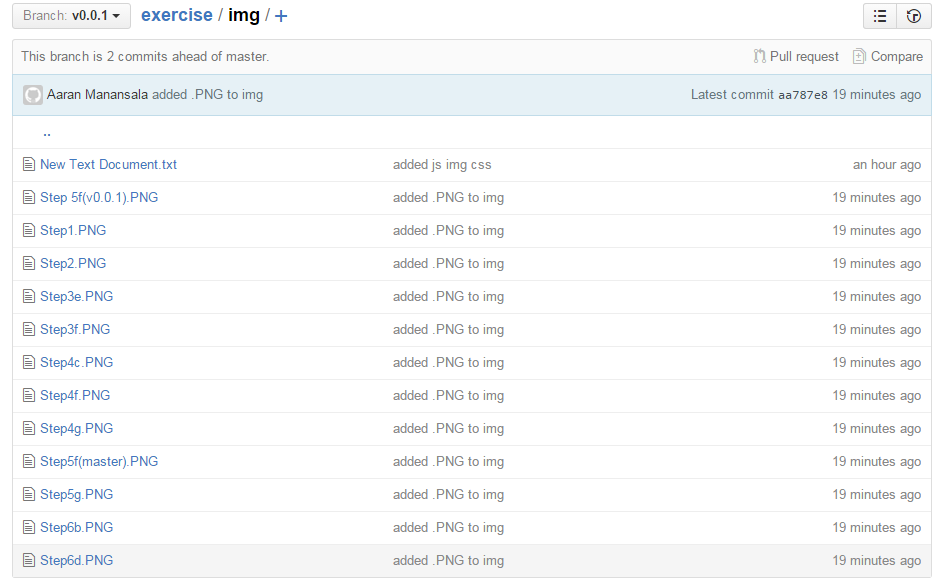 Branch: v0.0.1 exercise / img / +
This branch is 2 commits ahead of master. Pull request Compare
Aaran Manansala added .PNG to img Latest commit aa787e8 19 minutes ago
..
New Text Document.txt added js img css an hour ago
Step 5f(v0.0.1).PNG added .PNG to img 19 minutes ago
Step1.PNG added .PNG to img 19 minutes ago
Step2.PNG added .PNG to img 19 minutes ago
Step3e.PNG added .PNG to img 19 minutes ago
Step3f.PNG added .PNG to img 19 minutes ago
Step4c.PNG added .PNG to img 19 minutes ago
Step4f.PNG added .PNG to img 19 minutes ago
Step4g.PNG added .PNG to img 19 minutes ago
Step5f(master).PNG added .PNG to img 19 minutes ago
Step5g.PNG added .PNG to img 19 minutes ago
Step6b.PNG added .PNG to img 19 minutes ago
Step6d.PNG added .PNG to img 19 minutes ago